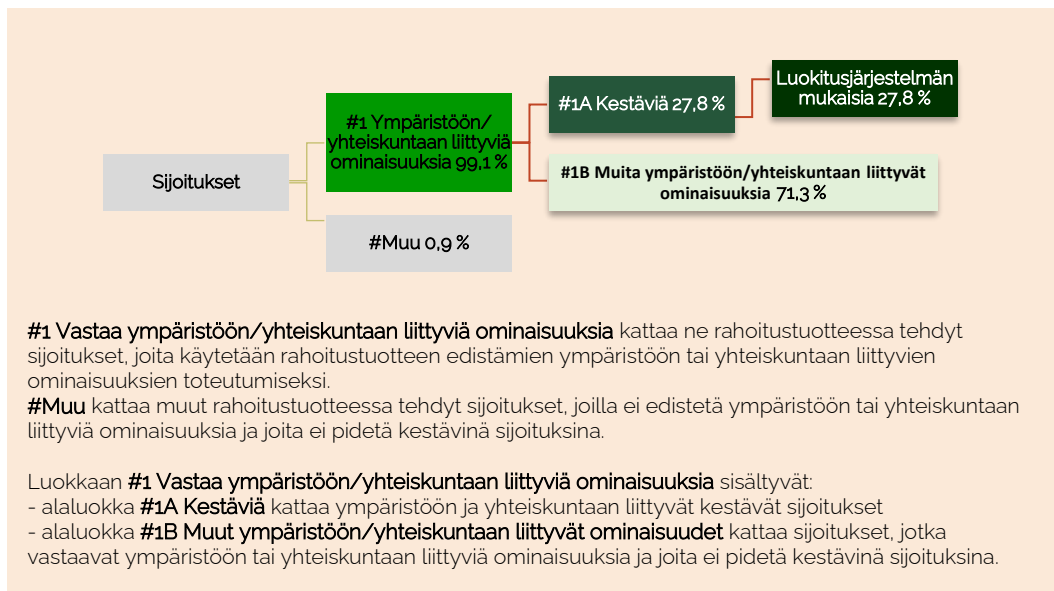 Sijoitukset
#1 Ympäristöön/
yhteiskuntaan liittyviä
ominaisuuksia 99,1 %
#Muu 0,9 %
#1A Kestäviä 27,8 %
Luokitusjärjestelmän
mukaisia 27,8 %
#1B Muita ympäristöön/yhteiskuntaan liittyvät
ominaisuuksia 71,3 %
#1 Vastaa ympäristöön/yhteiskuntaan liittyviä ominaisuuksia kattaa ne rahoitustuotteessa tehdyt
sijoitukset, joita käytetään rahoitustuotteen edistämien ympäristöön tai yhteiskuntaan liittyvien
ominaisuuksien toteutumiseksi.
#Muu kattaa muut rahoitustuotteessa tehdyt sijoitukset, joilla ei edistetä ympäristöön tai yhteiskuntaan
liittyviä ominaisuuksia ja joita ei pidetä kestävinä sijoituksina.
Luokkaan #1 Vastaa ympäristöön/yhteiskuntaan liittyviä ominaisuuksia sisältyvät:
- alaluokka #1A Kestäviä kattaa ympäristöön ja yhteiskuntaan liittyvät kestävät sijoitukset
- alaluokka #1B Muut ympäristöön/yhteiskuntaan liittyvät ominaisuudet kattaa sijoitukset, jotka
vastaavat ympäristöön tai yhteiskuntaan liittyviä ominaisuuksia ja joita ei pidetä kestävinä sijoituksina.